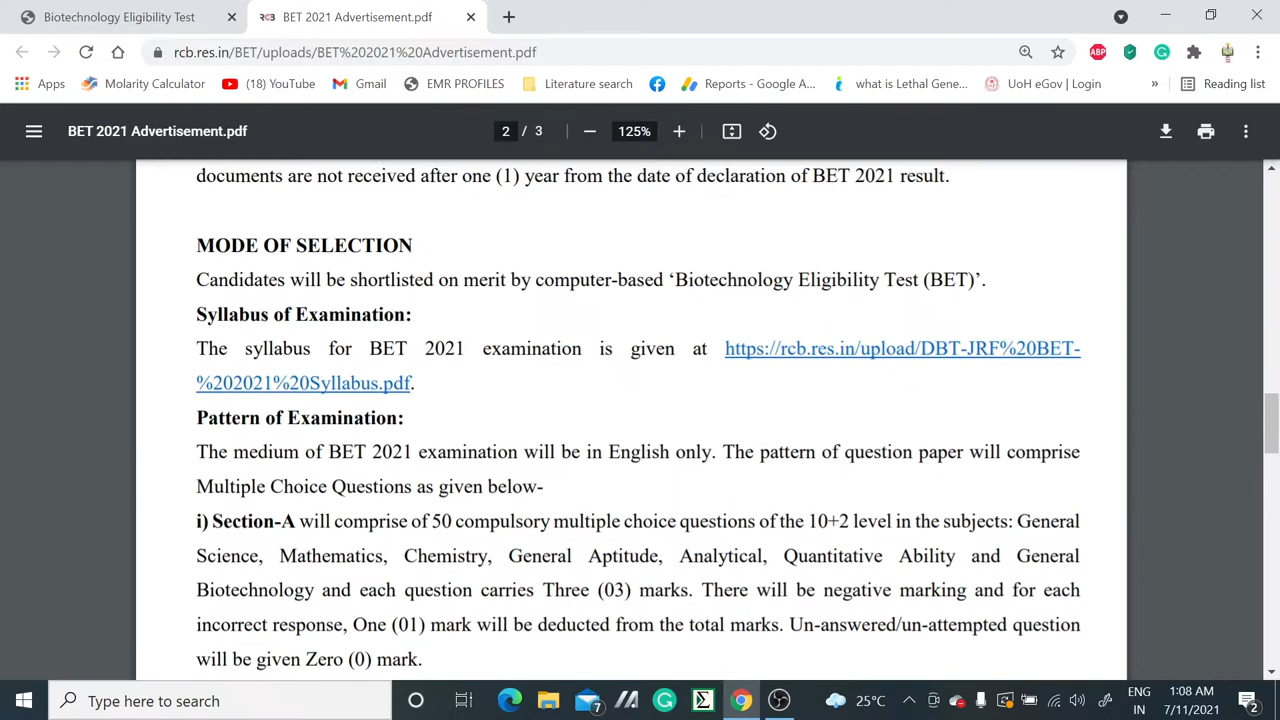 Biotechnology Eligibility Test
RCB BET 2021 Advertisement.pdf
rcb.res.in/BET/uploads/BET%202021%20Advertisement.pdf
ABP
Apps Molarity Calculator (18) YouTube Gmail EMR PROFILES Literature search Reports - Google A... what is Lethal Gene... UoH eGov | Login » Reading list
BET 2021 Advertisement.pdf 2 / 3 125%
documents are not received after one (1) year from the date of declaration of BET 2021 result.
MODE OF SELECTION
Candidates will be shortlisted on merit by computer-based ‘Biotechnology Eligibility Test (BET)’.
Syllabus of Examination:
The syllabus for BET 2021 examination is given at https://rcb.res.in/upload/DBT-JRF%20BET-
%202021%20Syllabus.pdf.
Pattern of Examination:
The medium of BET 2021 examination will be in English only. The pattern of question paper will comprise
Multiple Choice Questions as given below-
i) Section-A will comprise of 50 compulsory multiple choice questions of the 10+2 level in the subjects: General
Science, Mathematics, Chemistry, General Aptitude, Analytical, Quantitative Ability and General
Biotechnology and each question carries Three (03) marks. There will be negative marking and for each
incorrect response, One (01) mark will be deducted from the total marks. Un-answered/un-attempted question
will be given Zero (0) mark.
Type here to search
7
25°C
ENG
IN
1:08 AM
7/11/2021
2